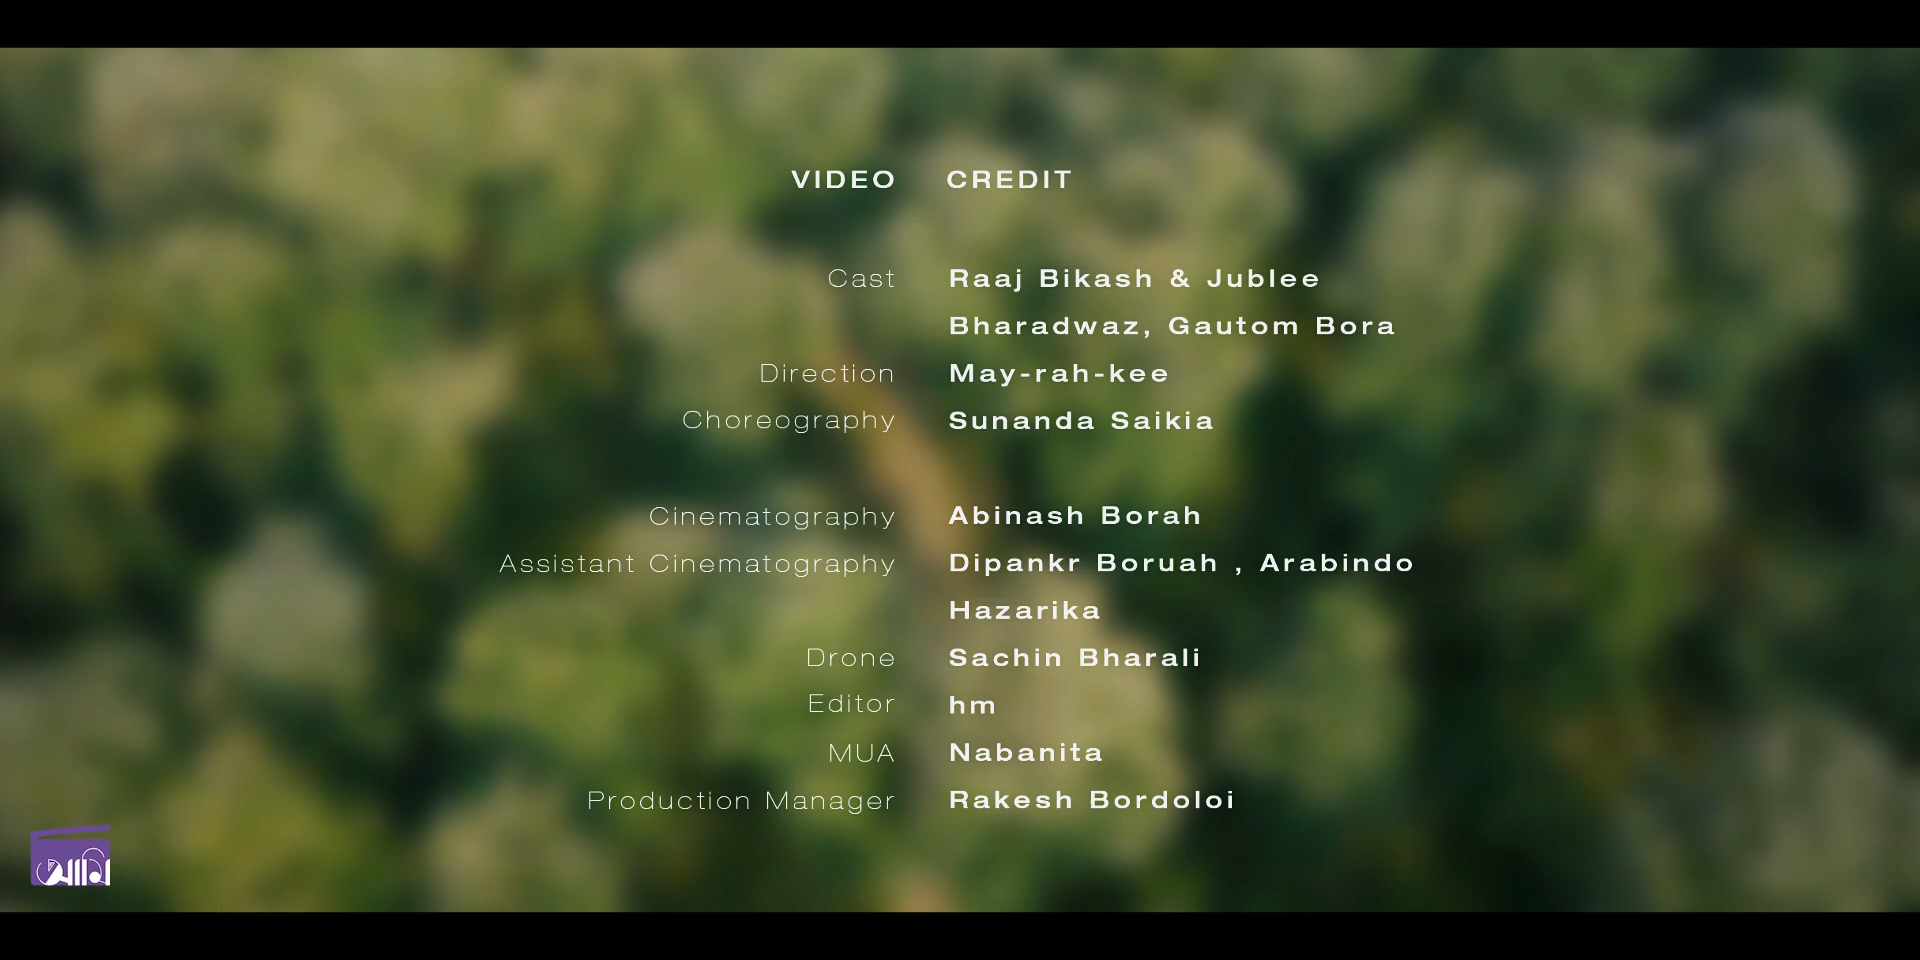 VIDEO CREDIT
Cast Raaj Bikash & Jublee
Bharadwaz, Gautom Bora
Direction May-rah-kee
Choreography Sunanda Saikia
Cinematography Abinash Borah
Assistant Cinematography Dipankr Boruah , Arabindo
Hazarika
Drone Sachin Bharali
Editor hm
MUA Nabanita
Production Manager Rakesh Bordoloi